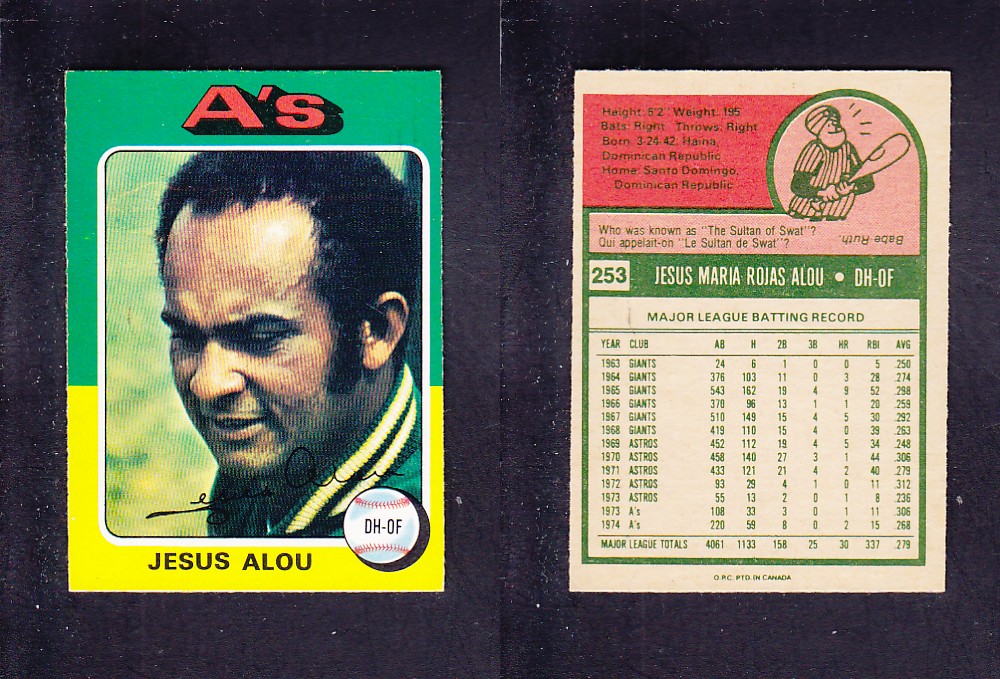 A's
DH-OF
JESUS ALOU
Height: 6'2" Weight: 195
Bats: Right Throws: Right
Born: 3-24-42, Haina,
Dominican Republic
Home: Santo Domingo,
Dominican Republic
Who was known as "The Sultan of Swat"?
Qui appelait-on "Le Sultan de Swat"?
Babe Ruth
253 JESUS MARIA ROJAS ALOU • DH-OF
MAJOR LEAGUE BATTING RECORD
YEAR CLUB AB H 2B 3B HR RBI AVG
1963 GIANTS 24 6 1 0 0 5 .250
1964 GIANTS 376 103 11 0 3 28 .274
1965 GIANTS 543 162 19 4 9 52 .298
1966 GIANTS 370 96 13 1 1 20 .259
1967 GIANTS 510 149 15 4 5 30 .292
1968 GIANTS 419 110 15 4 0 39 .263
1969 ASTROS 452 112 19 4 5 34 .248
1970 ASTROS 458 140 27 3 1 44 .306
1971 ASTROS 433 121 21 4 2 40 .279
1972 ASTROS 93 29 4 1 0 11 .312
1973 ASTROS 55 13 2 0 1 8 .236
1973 A's 108 33 3 0 1 11 .306
1974 A's 220 59 8 0 2 15 .268
MAJOR LEAGUE TOTALS 4061 1133 158 25 30 337 .279
O.P.C. PTD. IN CANADA